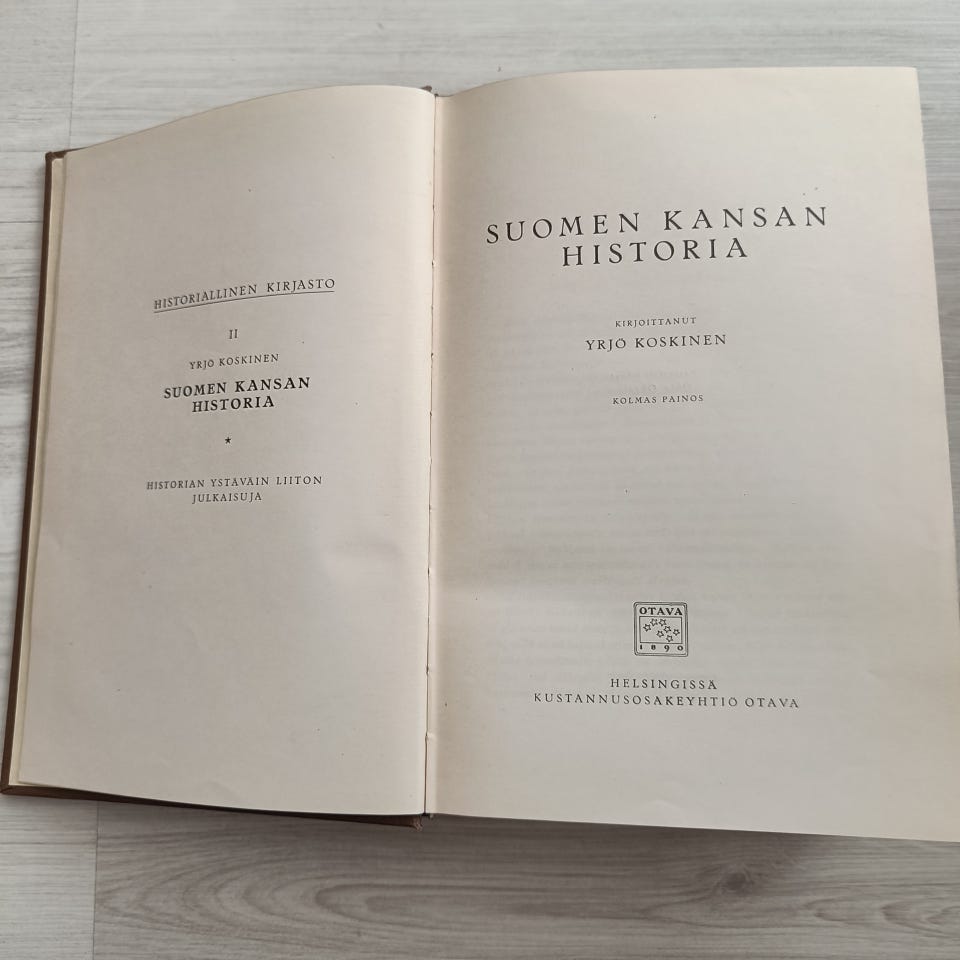 HISTORIALLINEN KIRJASTO
II
YRJÖ KOSKINEN
SUOMEN KANSAN
HISTORIA
★
HISTORIAN YSTÄVÄIN LIITON
JULKAISUJA
SUOMEN KANSAN
HISTORIA
KIRJOITTANUT
YRJÖ KOSKINEN
KOLMAS PAINOS
OTAVA
1890
HELSINGISSÄ
KUSTANNUSOSAKEYHTIÖ OTAVA